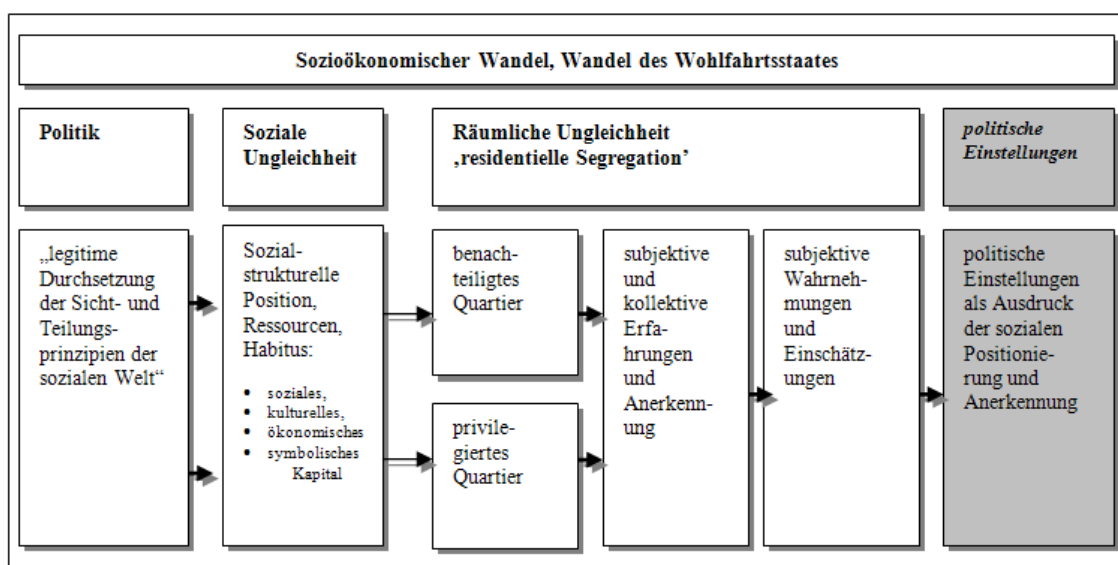 Sozioökonomischer Wandel, Wandel des Wohlfahrtsstaates
Politik
Soziale
Ungleichheit
Räumliche Ungleichheit
‚residentielle Segregation’
politische
Einstellungen
„legitime
Durchsetzung
der Sicht- und
Teilungs-
prinzipien der
sozialen Welt“
Sozial-
strukturelle
Position,
Ressourcen,
Habitus:
• soziales,
• kulturelles,
• ökonomisches
• symbolisches
Kapital
benach-
teiligtes
Quartier
privile-
giertes
Quartier
subjektive
und
kollektive
Erfa-
hrungen
und
Anerkenn-
ung
subjektive
Wahrneh-
mungen
und
Einschätz-
ungen
politische
Einstellungen
als Ausdruck
der sozialen
Positionie-
rung und
Anerkennung